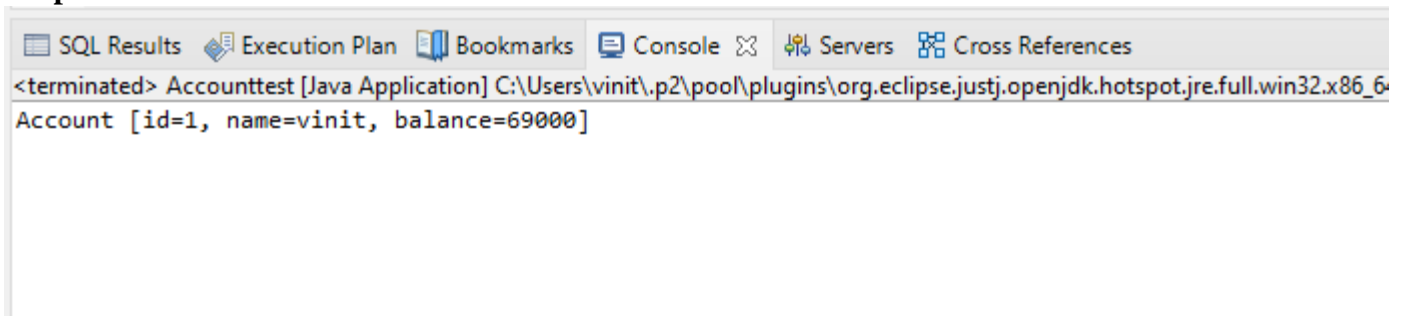 SQL Results Execution Plan Bookmarks Console Servers Cross References
<terminated> Accounttest [Java Application] C:\Users\vinit\.p2\pool\plugins\org.eclipse.justj.openjdk.hotspot.jre.full.win32.x86_64
Account [id=1, name=vinit, balance=69000]